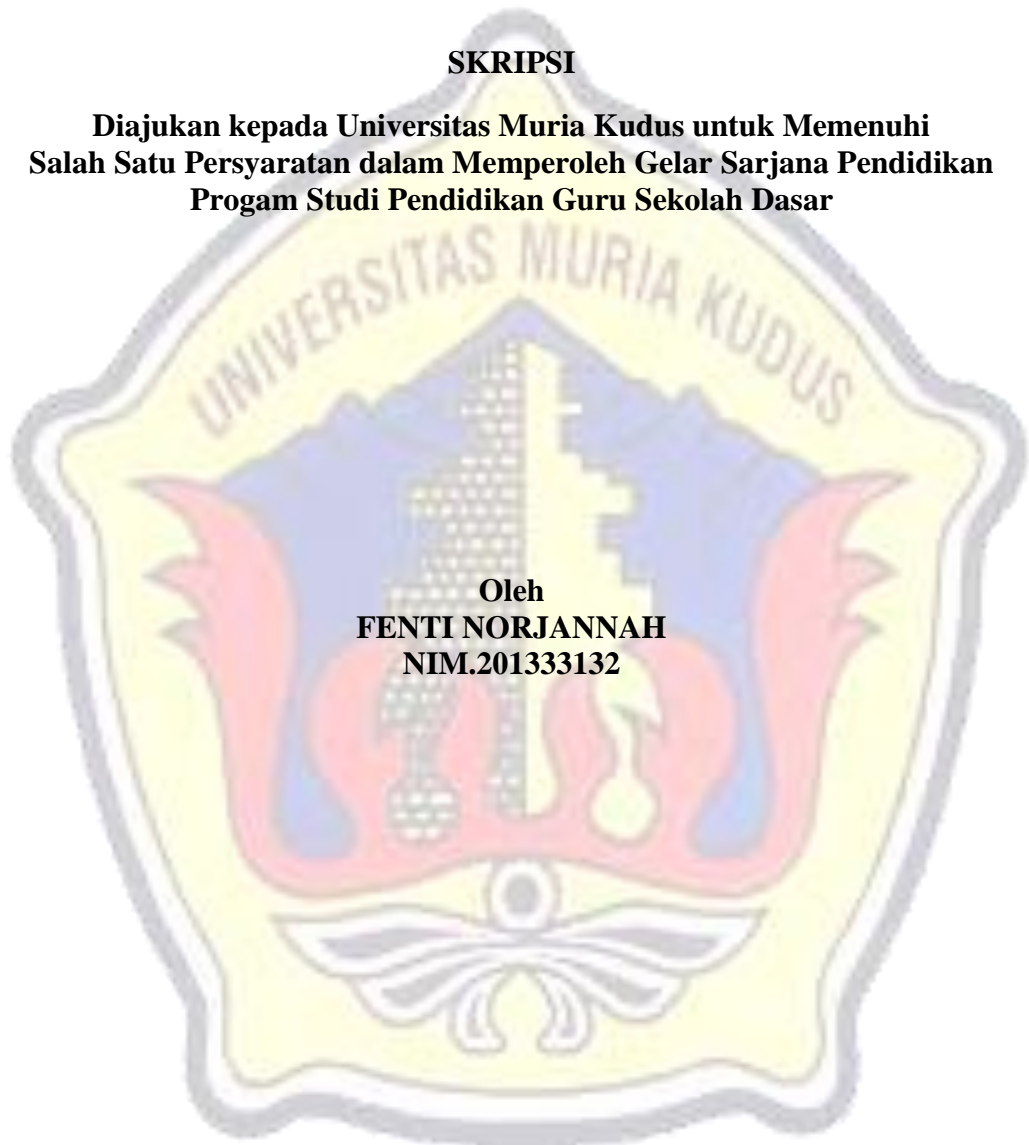 SKRIPSI
Diajukan kepada Universitas Muria Kudus untuk Memenuhi
Salah Satu Persyaratan dalam Memperoleh Gelar Sarjana Pendidikan
Progam Studi Pendidikan Guru Sekolah Dasar
UNIVERSITAS MURIA KUDUS
Oleh
FENTI NORJANNAH
NIM.201333132